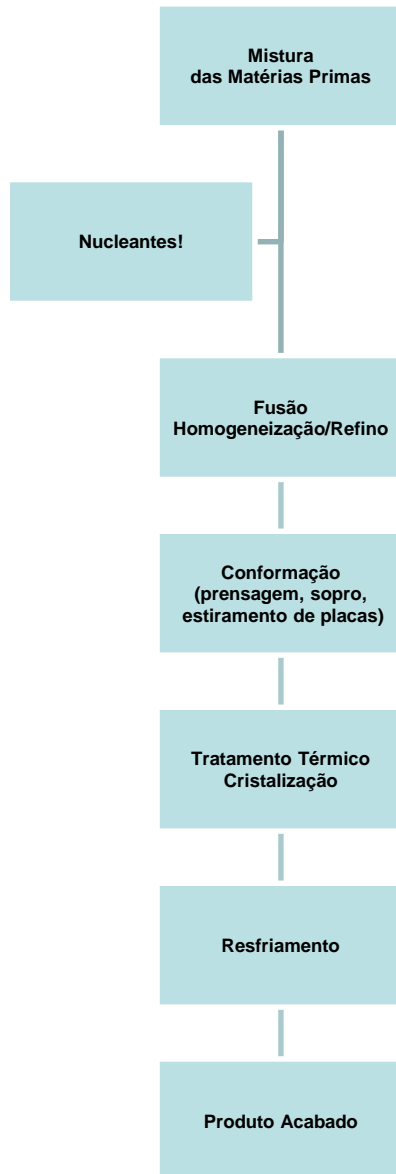 Mistura
das Matérias Primas
Nucleantes!
Fusão
Homogeneização/Refino
Conformação
(prensagem, sopro,
estiramento de placas)
Tratamento Térmico
Cristalização
Resfriamento
Produto Acabado